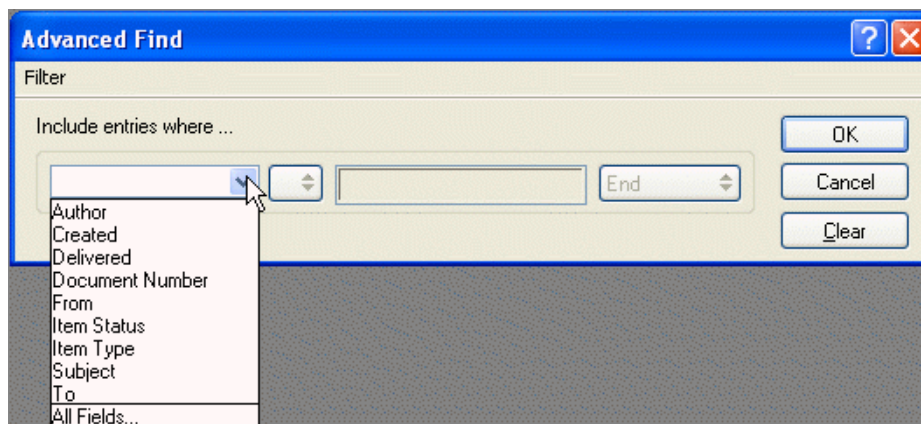 Advanced Find
Filter
Include entries where ...
End
OK
Cancel
Clear
Author
Created
Delivered
Document Number
From
Item Status
Item Type
Subject
To
All Fields...